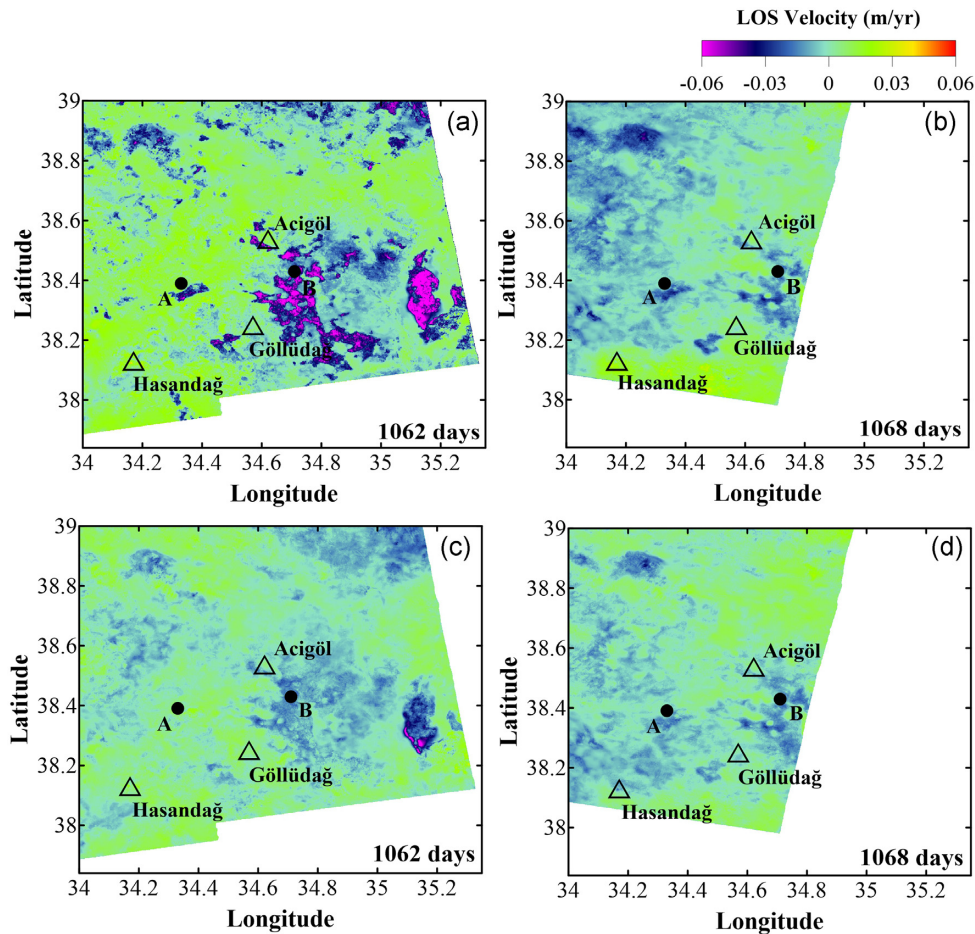 LOS Velocity (m/yr)
-0.06 -0.03 0 0.03 0.06
(a)
39
38.8
38.6
38.4
38.2
38
Latitude
Acigöl
A
B
Göllüdağ
Hasandağ
1062 days
34 34.2 34.4 34.6 34.8 35 35.2
Longitude
(b)
39
38.8
38.6
38.4
38.2
38
Latitude
Acigöl
A
B
Göllüdağ
Hasandağ
1068 days
34 34.2 34.4 34.6 34.8 35 35.2
Longitude
(c)
39
38.8
38.6
38.4
38.2
38
Latitude
Acigöl
A
B
Göllüdağ
Hasandağ
1062 days
34 34.2 34.4 34.6 34.8 35 35.2
Longitude
(d)
39
38.8
38.6
38.4
38.2
38
Latitude
Acigöl
A
B
Göllüdağ
Hasandağ
1068 days
34 34.2 34.4 34.6 34.8 35 35.2
Longitude